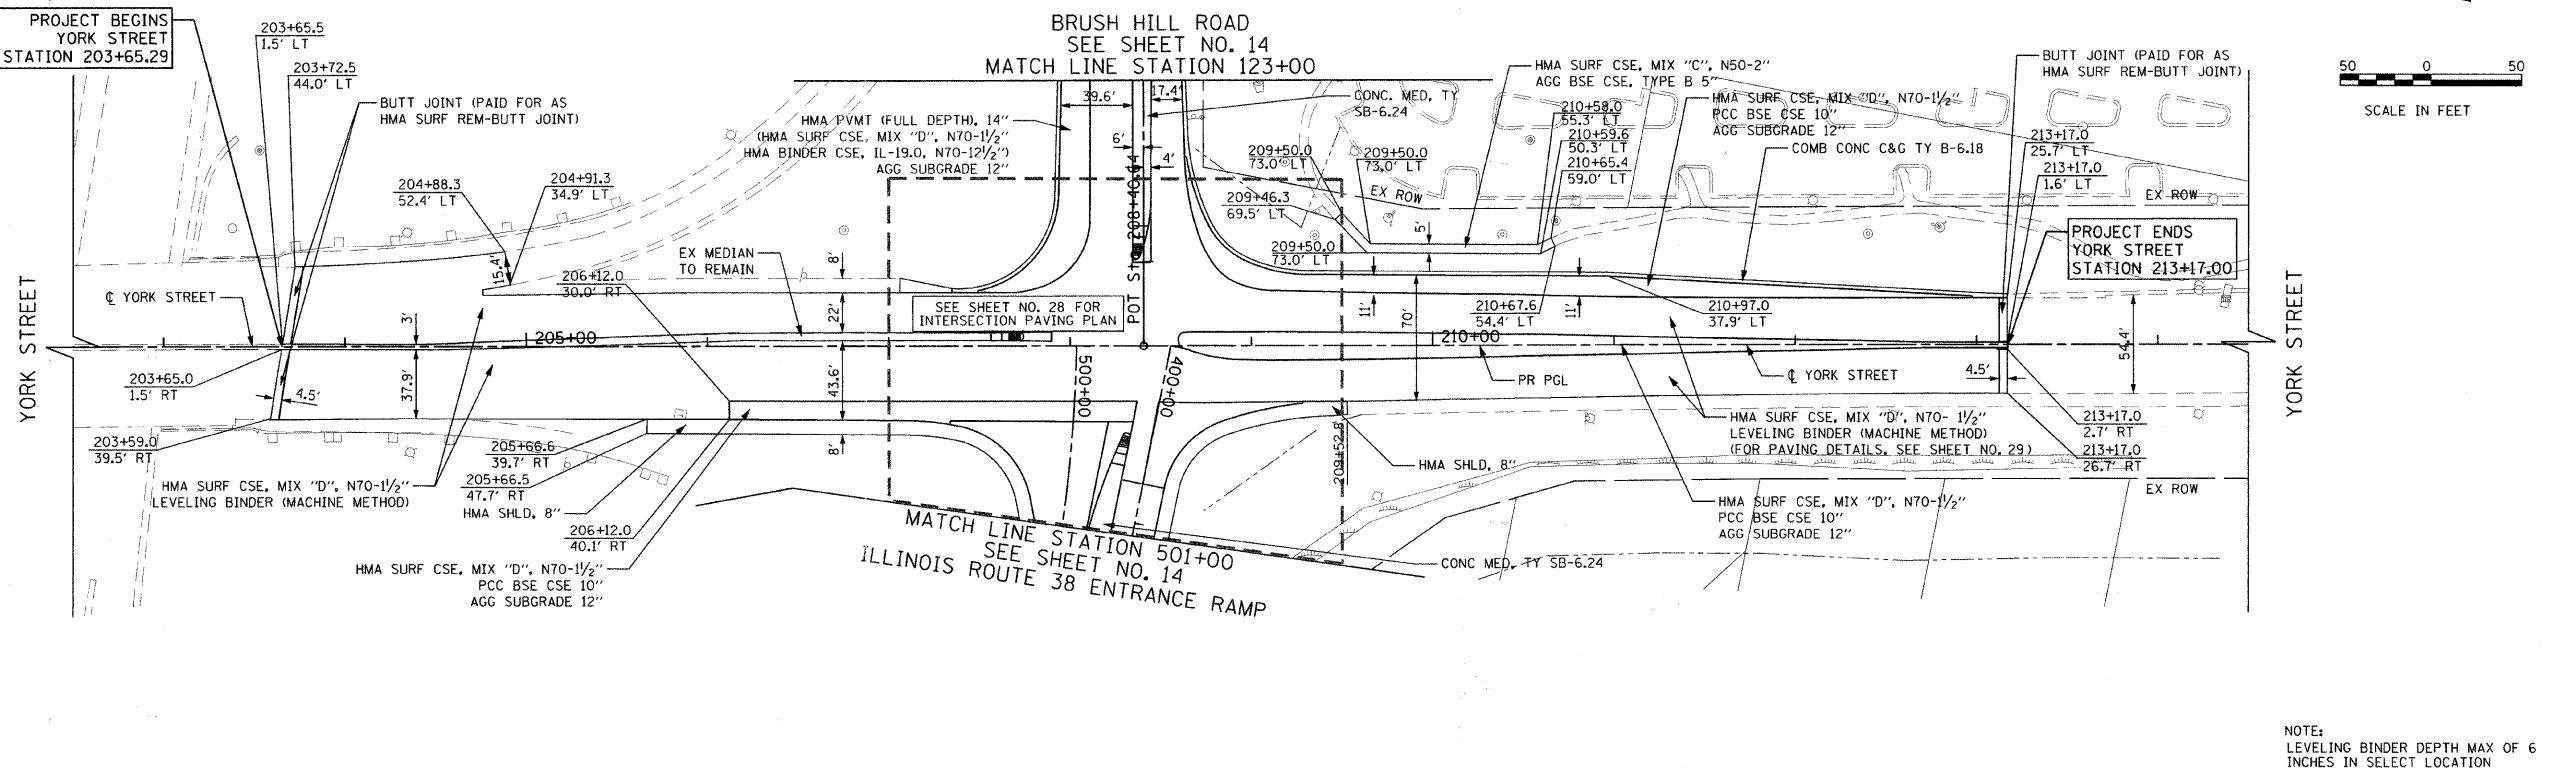 PROJECT BEGINS
YORK STREET
STATION 203+65.29
203+65.5
1.5' LT
203+72.5
44.0' LT
BUTT JOINT (PAID FOR AS
HMA SURF REM-BUTT JOINT)
204+88.3
52.4' LT
204+91.3
34.9' LT
15.4'
206+12.0
30.0' RT
EX MEDIAN
TO REMAIN
8'
22'
BRUSH HILL ROAD
SEE SHEET NO. 14
MATCH LINE STATION 123+00
HMA PVMT (FULL DEPTH), 14"
(HMA SURF CSE, MIX "D", N70-1½"
HMA BINDER CSE, IL-19.0, N70-12½")
AGG SUBGRADE 12"
39.6'
17.4'
6'
4'
CONC. MED, TY
SB-6.24
POT Sta 208+40.64
SEE SHEET NO. 28 FOR
INTERSECTION PAVING PLAN
HMA SURF CSE, MIX "C", N50-2"
AGG BSE CSE, TYPE B 5"
209+50.0
73.0' LT
209+50.0
73.0' LT
209+46.3
69.5' LT
209+50.0
73.0' LT
EX ROW
5'
210+58.0
55.3' LT
210+59.6
50.3' LT
210+65.4
59.0' LT
HMA SURF CSE, MIX "D", N70-1½"
PCC BSE CSE 10"
AGG SUBGRADE 12"
COMB CONC C&G TY B-6.18
BUTT JOINT (PAID FOR AS
HMA SURF REM-BUTT JOINT)
213+17.0
25.7' LT
213+17.0
1.6' LT
EX ROW
PROJECT ENDS
YORK STREET
STATION 213+17.00
50 0 50
SCALE IN FEET
YORK STREET
℄ YORK STREET
3'
205+00
500+00
400+00
11'
70'
210+67.6
54.4' LT
11'
210+97.0
37.9' LT
210+00
PR PGL
℄ YORK STREET
4.5'
54.4'
YORK STREET
203+65.0
1.5' RT
4.5'
37.9'
43.6'
203+59.0
39.5' RT
HMA SURF CSE, MIX "D", N70-1½"
LEVELING BINDER (MACHINE METHOD)
205+66.6
39.7' RT
205+66.5
47.7' RT
HMA SHLD, 8"
206+12.0
40.1' RT
8'
HMA SURF CSE, MIX "D", N70-1½"
PCC BSE CSE 10"
AGG SUBGRADE 12"
MATCH LINE STATION 501+00
SEE SHEET NO. 14
ILLINOIS ROUTE 38 ENTRANCE RAMP
209+52.8
HMA SHLD, 8"
CONC MED, TY SB-6.24
HMA SURF CSE, MIX "D", N70- 1½"
LEVELING BINDER (MACHINE METHOD)
(FOR PAVING DETAILS, SEE SHEET NO. 29)
213+17.0
2.7' RT
213+17.0
26.7' RT
HMA SURF CSE, MIX "D", N70-1½"
PCC BSE CSE 10"
AGG SUBGRADE 12"
EX ROW
NOTE:
LEVELING BINDER DEPTH MAX OF 6
INCHES IN SELECT LOCATION